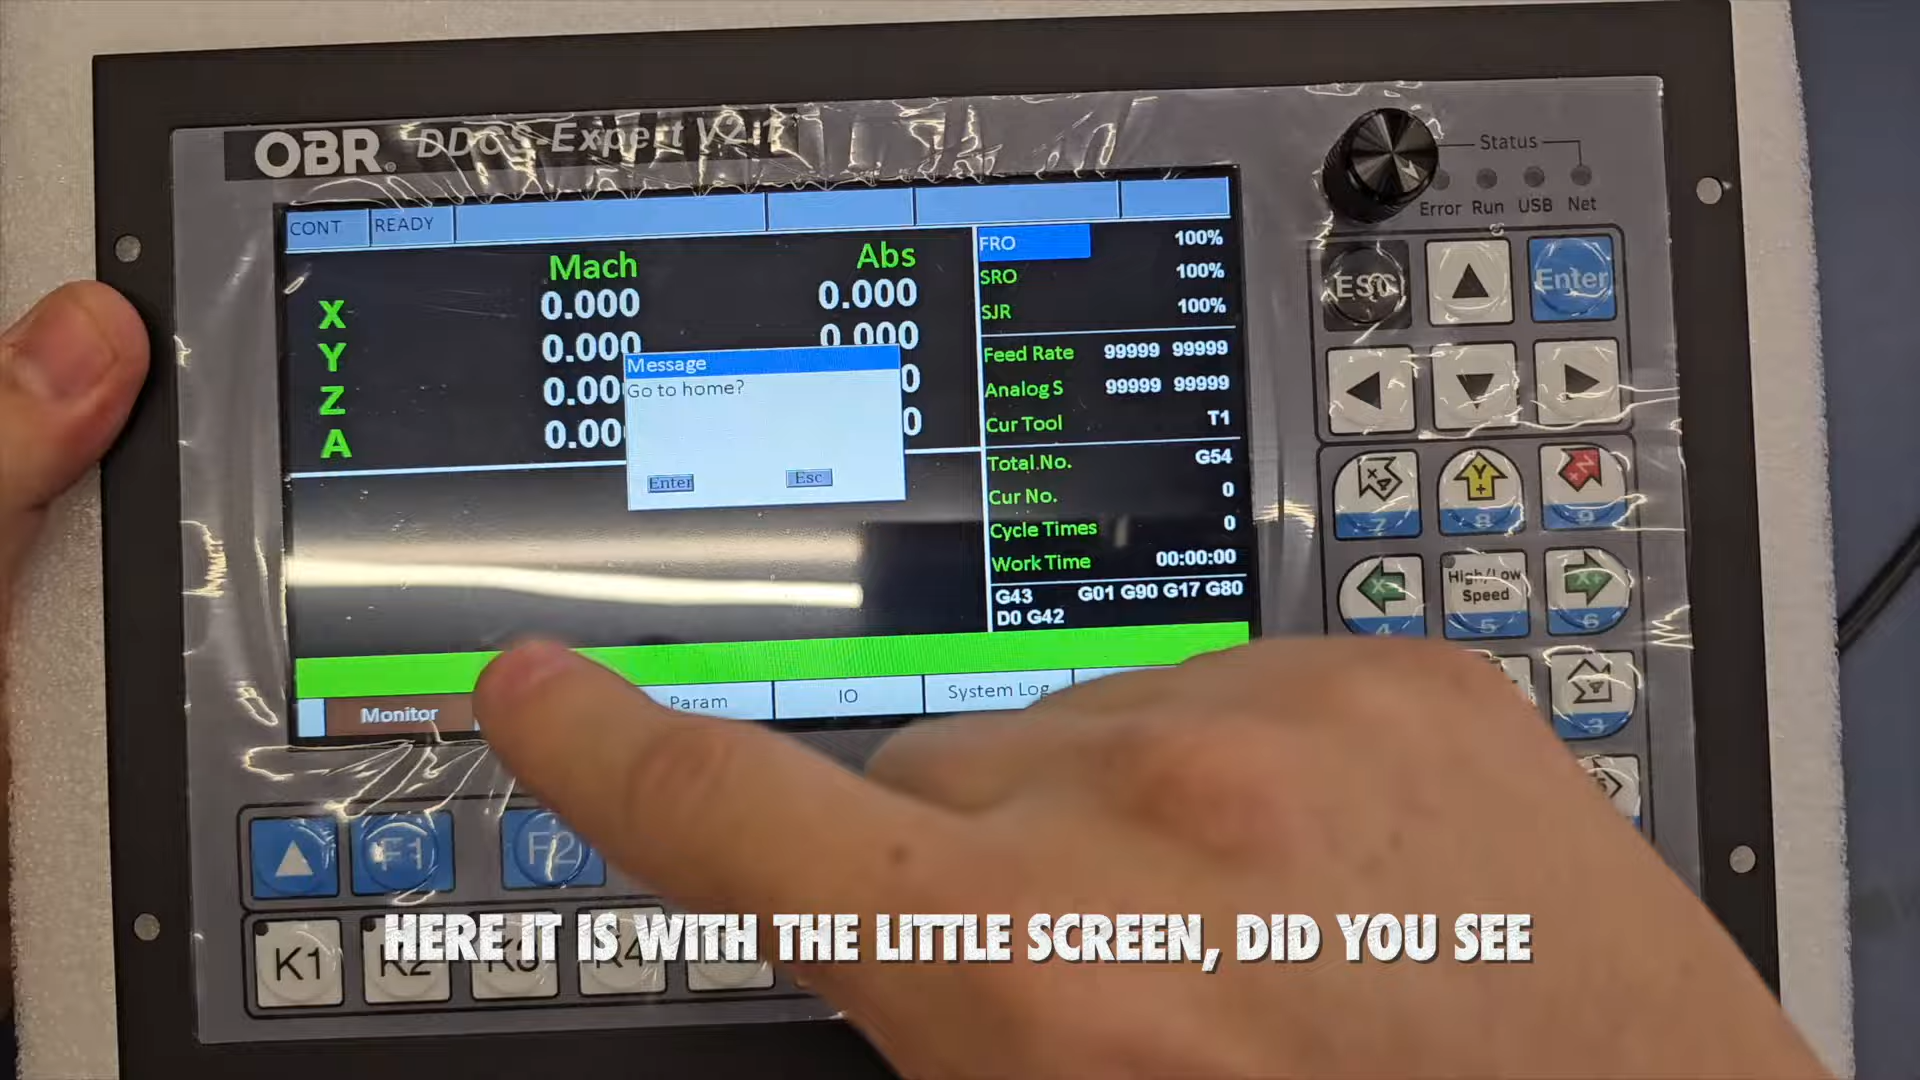 OBR® DDCS-Expert V2.1
Status
Error Run USB Net
CONT READY
Mach Abs
X 0.000 0.000
Y 0.000 0.000
Z 0.00 0
A 0.00 0
Message
Go to home?
Enter Esc
FRO 100%
SRO 100%
SJR 100%
Feed Rate 99999 99999
Analog S 99999 99999
Cur Tool T1
Total.No. G54
Cur No. 0
Cycle Times 0
Work Time 00:00:00
G43 G01 G90 G17 G80
D0 G42
Monitor Param IO System Log
ESC Enter
7 Y+ 8 9
X- 4 High/Low Speed 5 X+ 6
3
F1 F2
K1 K2 K3 K4
HERE IT IS WITH THE LITTLE SCREEN, DID YOU SEE